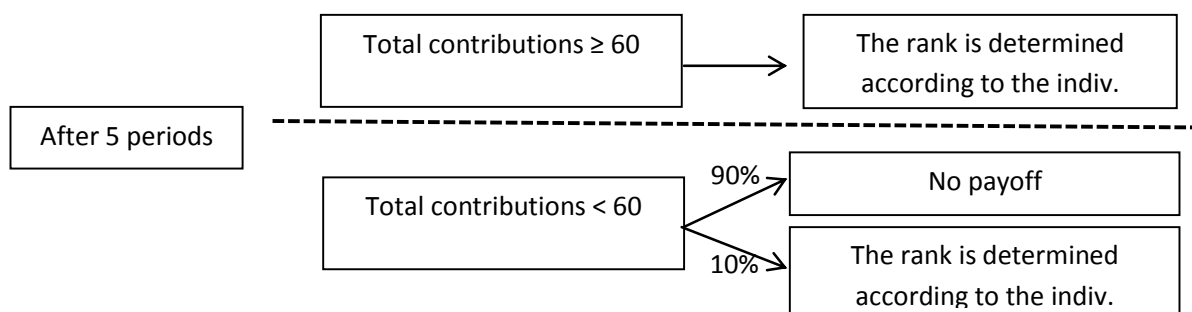 Total contributions ≥ 60
The rank is determined
according to the indiv.
After 5 periods
Total contributions < 60
90%
No payoff
10%
The rank is determined
according to the indiv.